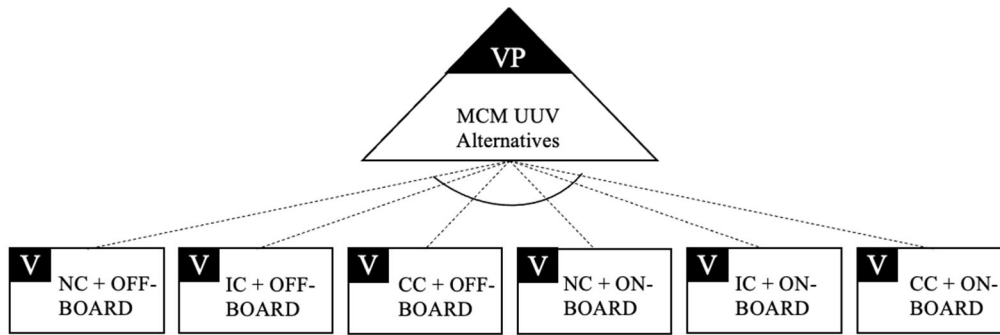 VP
MCM UUV
Alternatives
V
NC + OFF-
BOARD
V
IC + OFF-
BOARD
V
CC + OFF-
BOARD
V
NC + ON-
BOARD
V
IC + ON-
BOARD
V
CC + ON-
BOARD